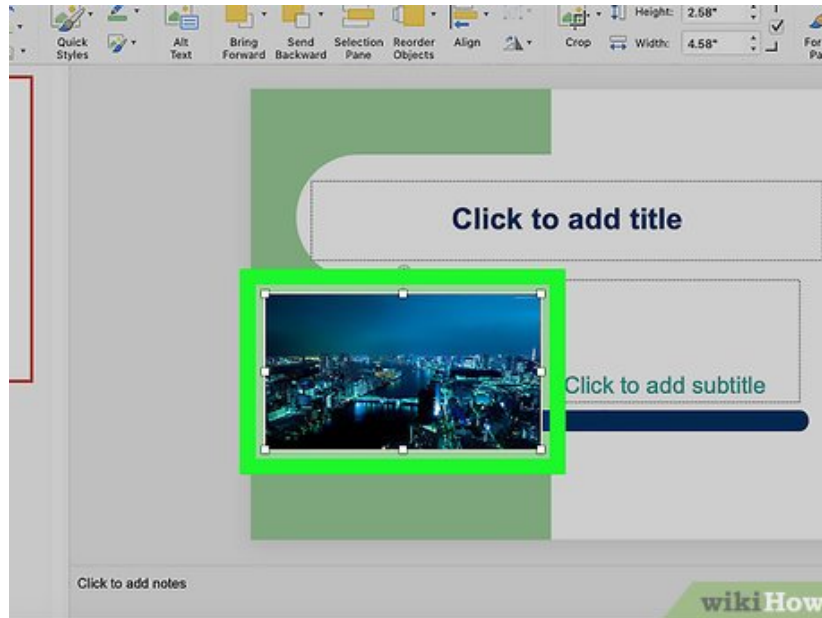 Height: 2.58"
Quick Styles
Alt Text
Bring Forward
Send Backward
Selection Pane
Reorder Objects
Align
Crop
Width: 4.58"
Click to add title
Click to add subtitle
Click to add notes
wikiHow